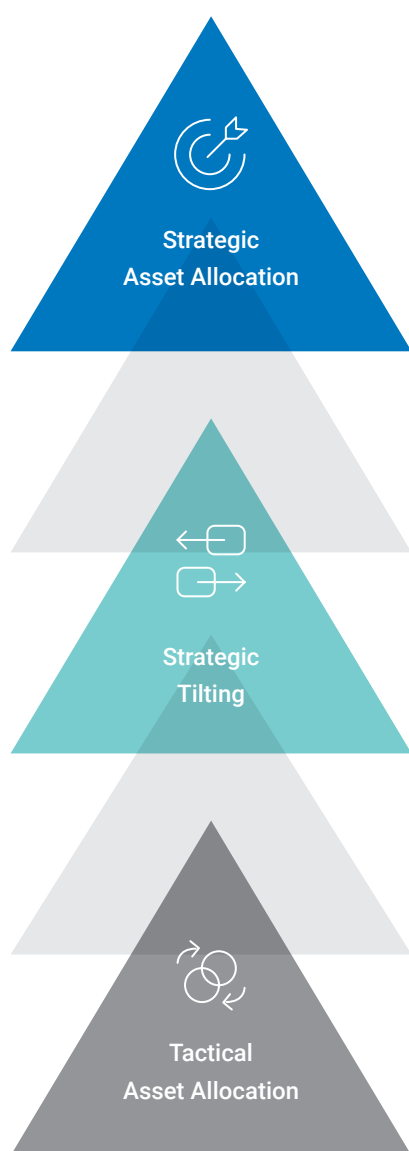 Strategic
Asset Allocation
Strategic
Tilting
Tactical
Asset Allocation